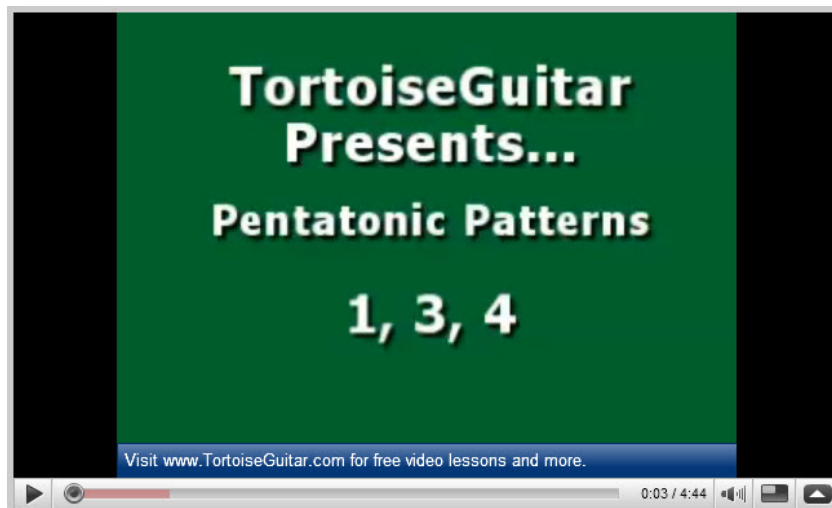 TortoiseGuitar
Presents...
Pentatonic Patterns
1, 3, 4
Visit www.TortoiseGuitar.com for free video lessons and more.
0:03 / 4:44